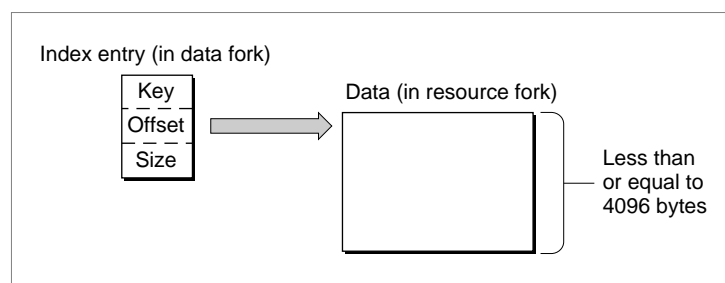 Index entry (in data fork)
Key
Offset
Size
Data (in resource fork)
Less than
or equal to
4096 bytes